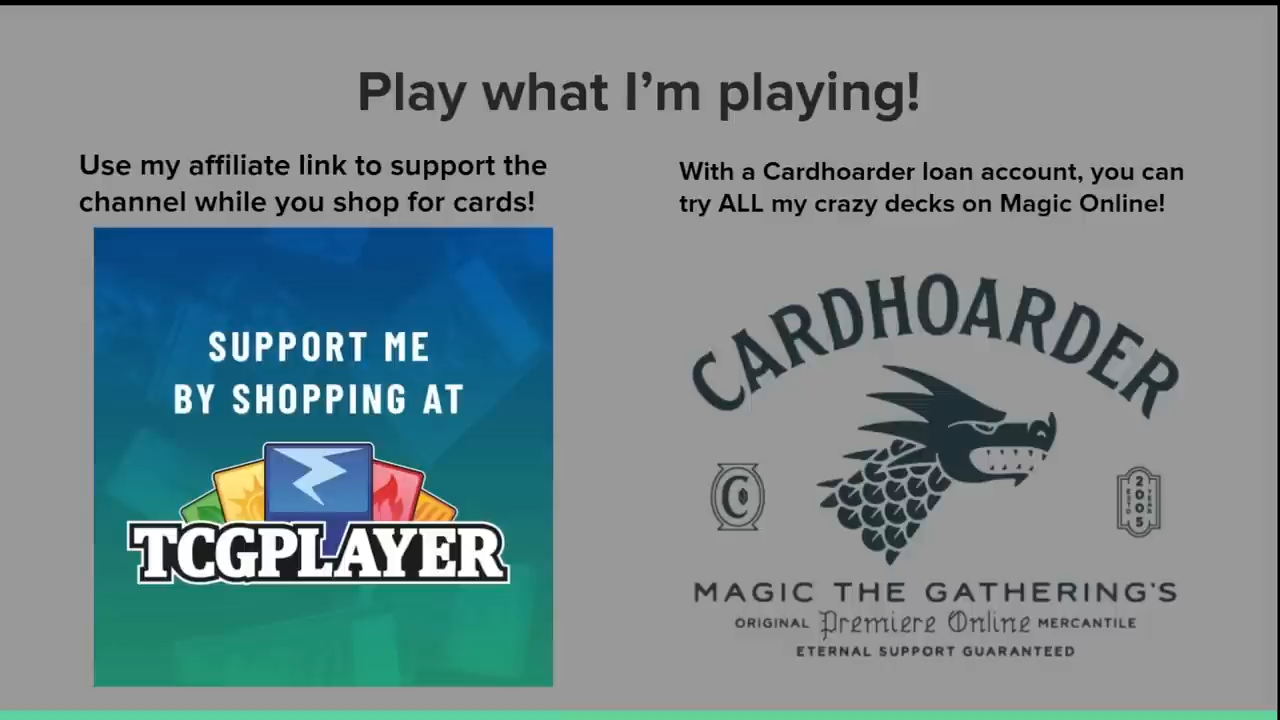 Play what I'm playing!
Use my affiliate link to support the
channel while you shop for cards!
SUPPORT ME
BY SHOPPING AT
TCGPLAYER
With a Cardhoarder loan account, you can
try ALL my crazy decks on Magic Online!
CARDHOARDER
C
ESTD 2005 YEAR
MAGIC THE GATHERING'S
ORIGINAL Premiere Online MERCANTILE
ETERNAL SUPPORT GUARANTEED